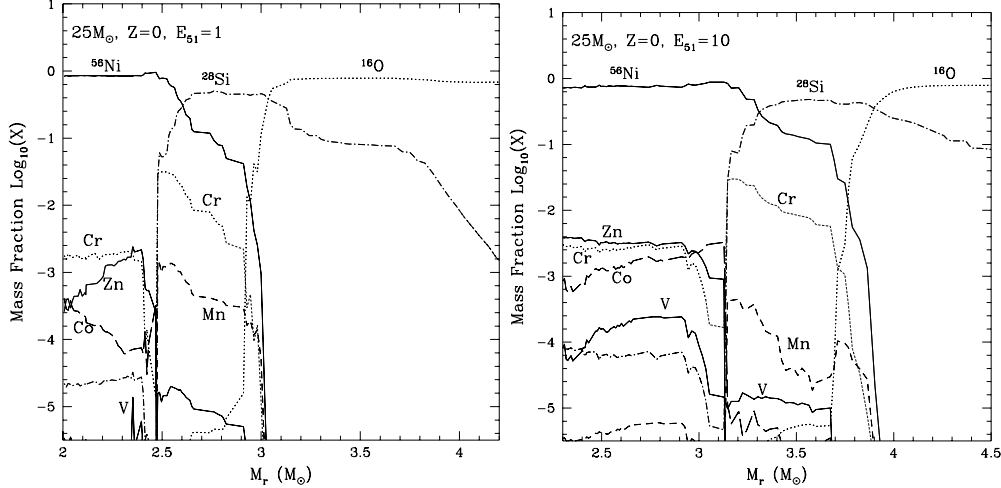 25M⊙, Z=0, E₅₁=1
⁵⁶Ni
²⁸Si
¹⁶O
Cr
Cr
Zn
Co
Mn
V
Mass Fraction Log₁₀(X)
1
0
-1
-2
-3
-4
-5
2
2.5
3
3.5
4
Mᵣ (M⊙)
25M⊙, Z=0, E₅₁=10
⁵⁶Ni
²⁸Si
¹⁶O
Cr
Zn
Cr
Co
V
Mn
V
Mass Fraction Log₁₀(X)
1
0
-1
-2
-3
-4
-5
2.5
3
3.5
4
4.5
Mᵣ (M⊙)